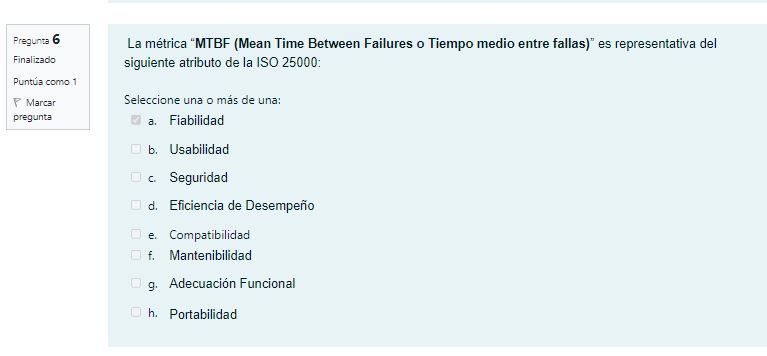 Pregunta 6
Finalizado
Puntúa como 1
Marcar
pregunta
La métrica “MTBF (Mean Time Between Failures o Tiempo medio entre fallas)” es representativa del
siguiente atributo de la ISO 25000:
Seleccione una o más de una:
a. Fiabilidad
b. Usabilidad
c. Seguridad
d. Eficiencia de Desempeño
e. Compatibilidad
f. Mantenibilidad
g. Adecuación Funcional
h. Portabilidad